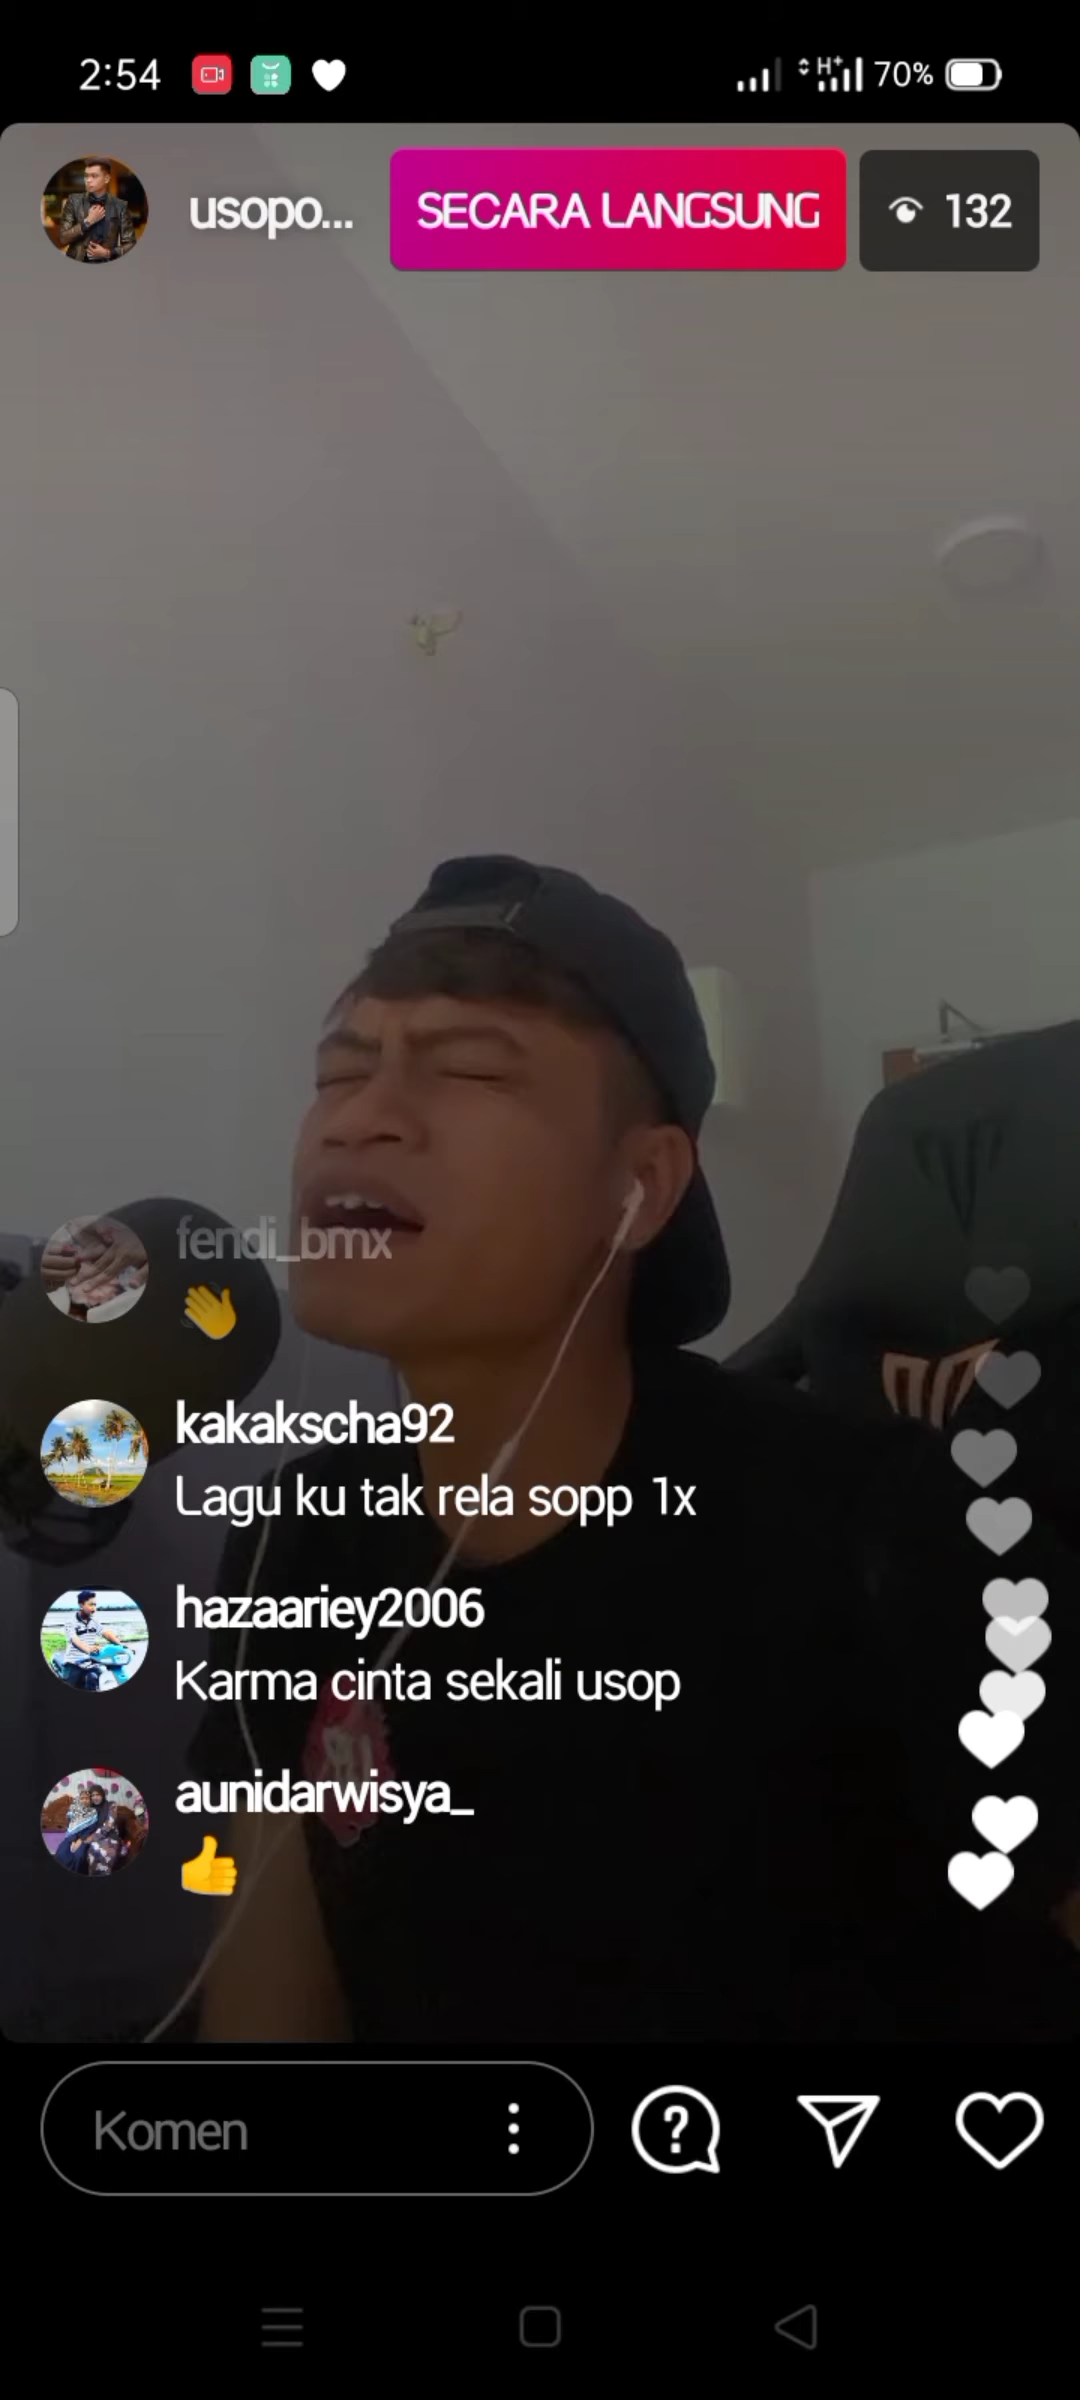 2:54 H+ 70%
usopo... SECARA LANGSUNG 132
fendi_bmx
👋
kakakscha92
Lagu ku tak rela sopp 1x
hazaariey2006
Karma cinta sekali usop
aunidarwisya_
👍
Komen